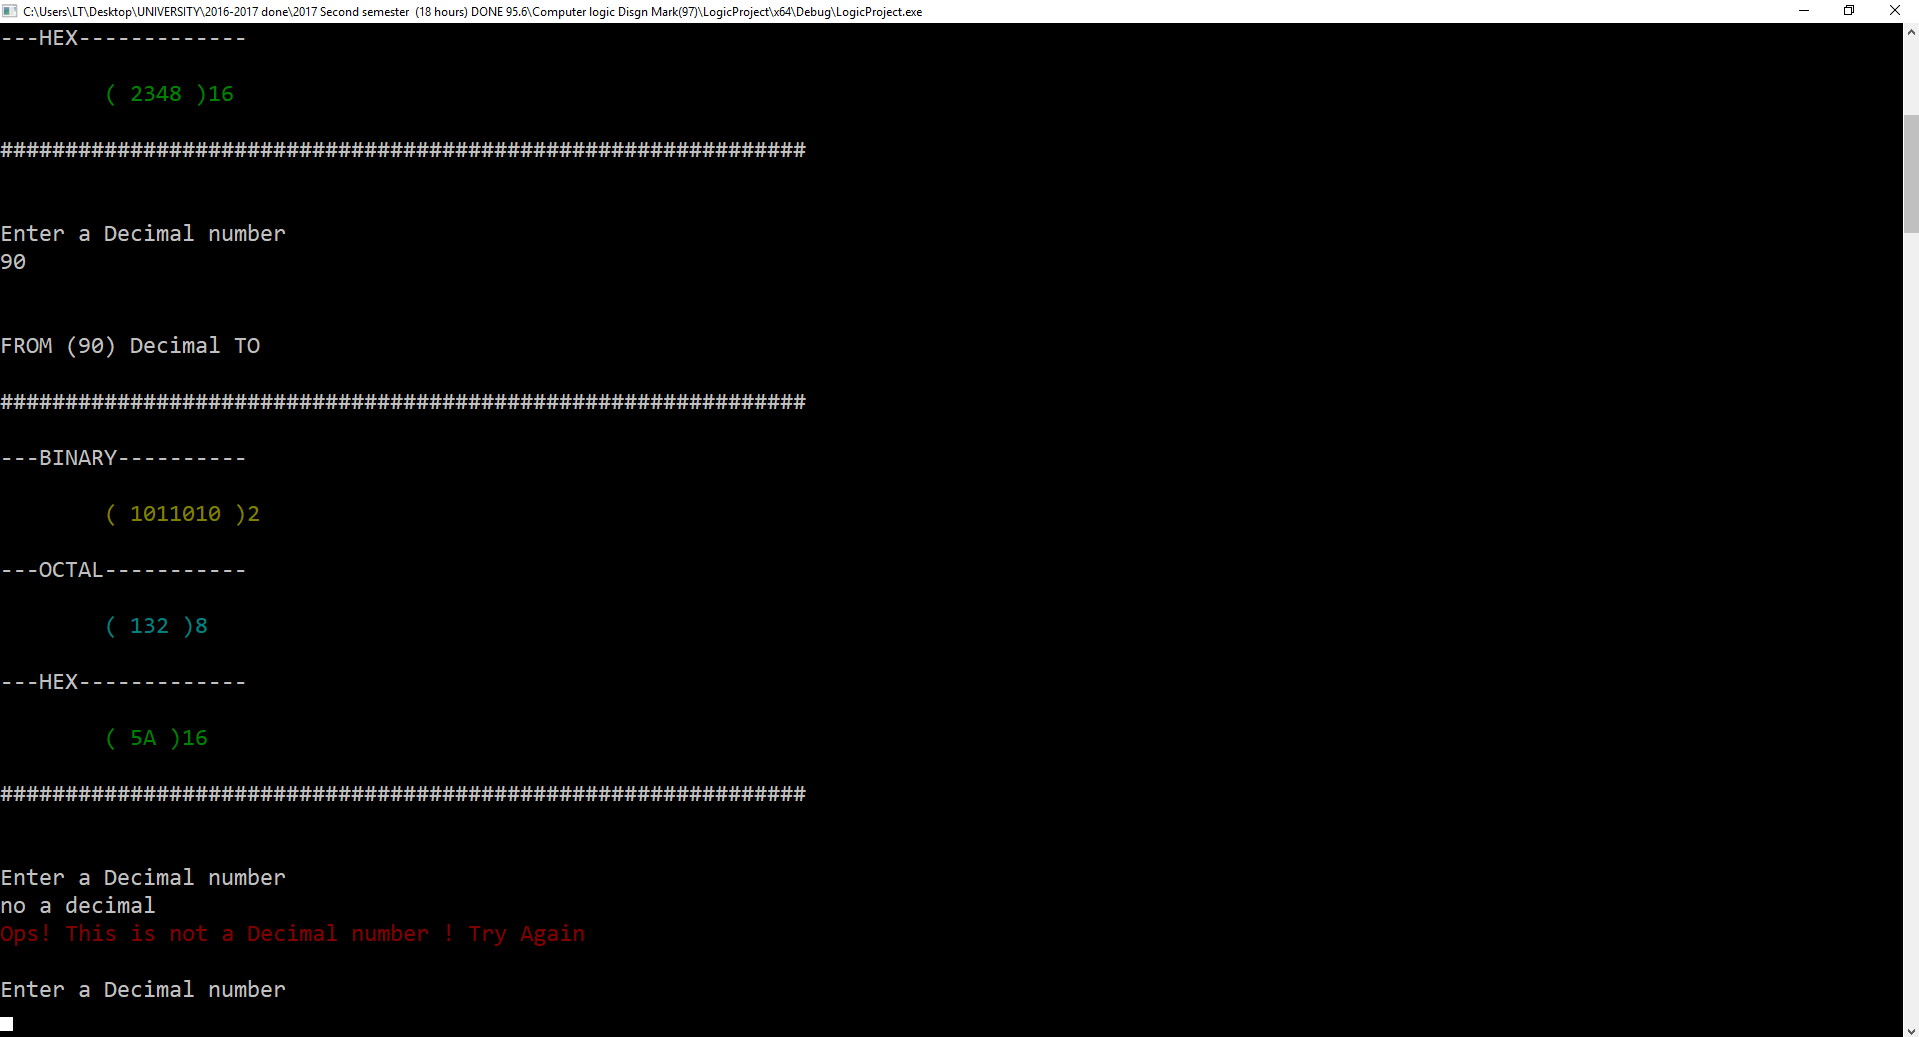 C:\Users\LT\Desktop\UNIVERSITY\2016-2017 done\2017 Second semester  (18 hours) DONE 95.6\Computer logic Disgn Mark(97)\LogicProject\x64\Debug\LogicProject.exe
---HEX-------------
( 2348 )16
##############################################################
Enter a Decimal number
90
FROM (90) Decimal TO
##############################################################
---BINARY----------
( 1011010 )2
---OCTAL-----------
( 132 )8
---HEX-------------
( 5A )16
##############################################################
Enter a Decimal number
no a decimal
Ops! This is not a Decimal number ! Try Again
Enter a Decimal number